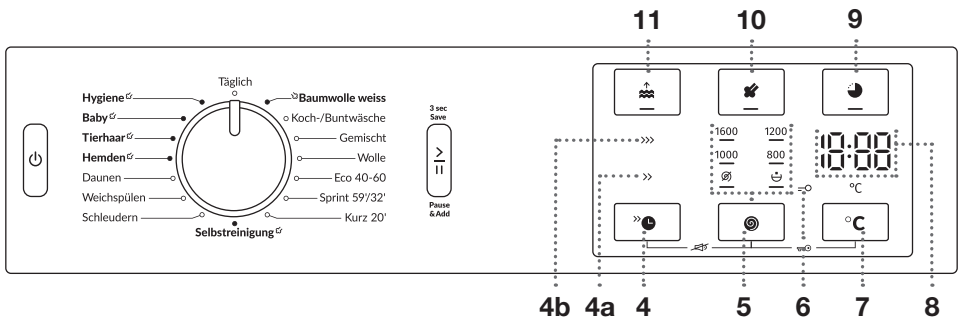 11 10 9
Täglich
Hygiene
Baby
Tierhaar
Hemden
Daunen
Weichspülen
Schleudern
Baumwolle weiss
Koch-/Buntwäsche
Gemischt
Wolle
Eco 40-60
Sprint 59'/32'
Kurz 20'
Selbstreinigung
3 sec
Save
Pause
&Add
>>>
>>
1600 1200
1000 800
18:88
°C
°C
4b 4a 4 5 6 7 8